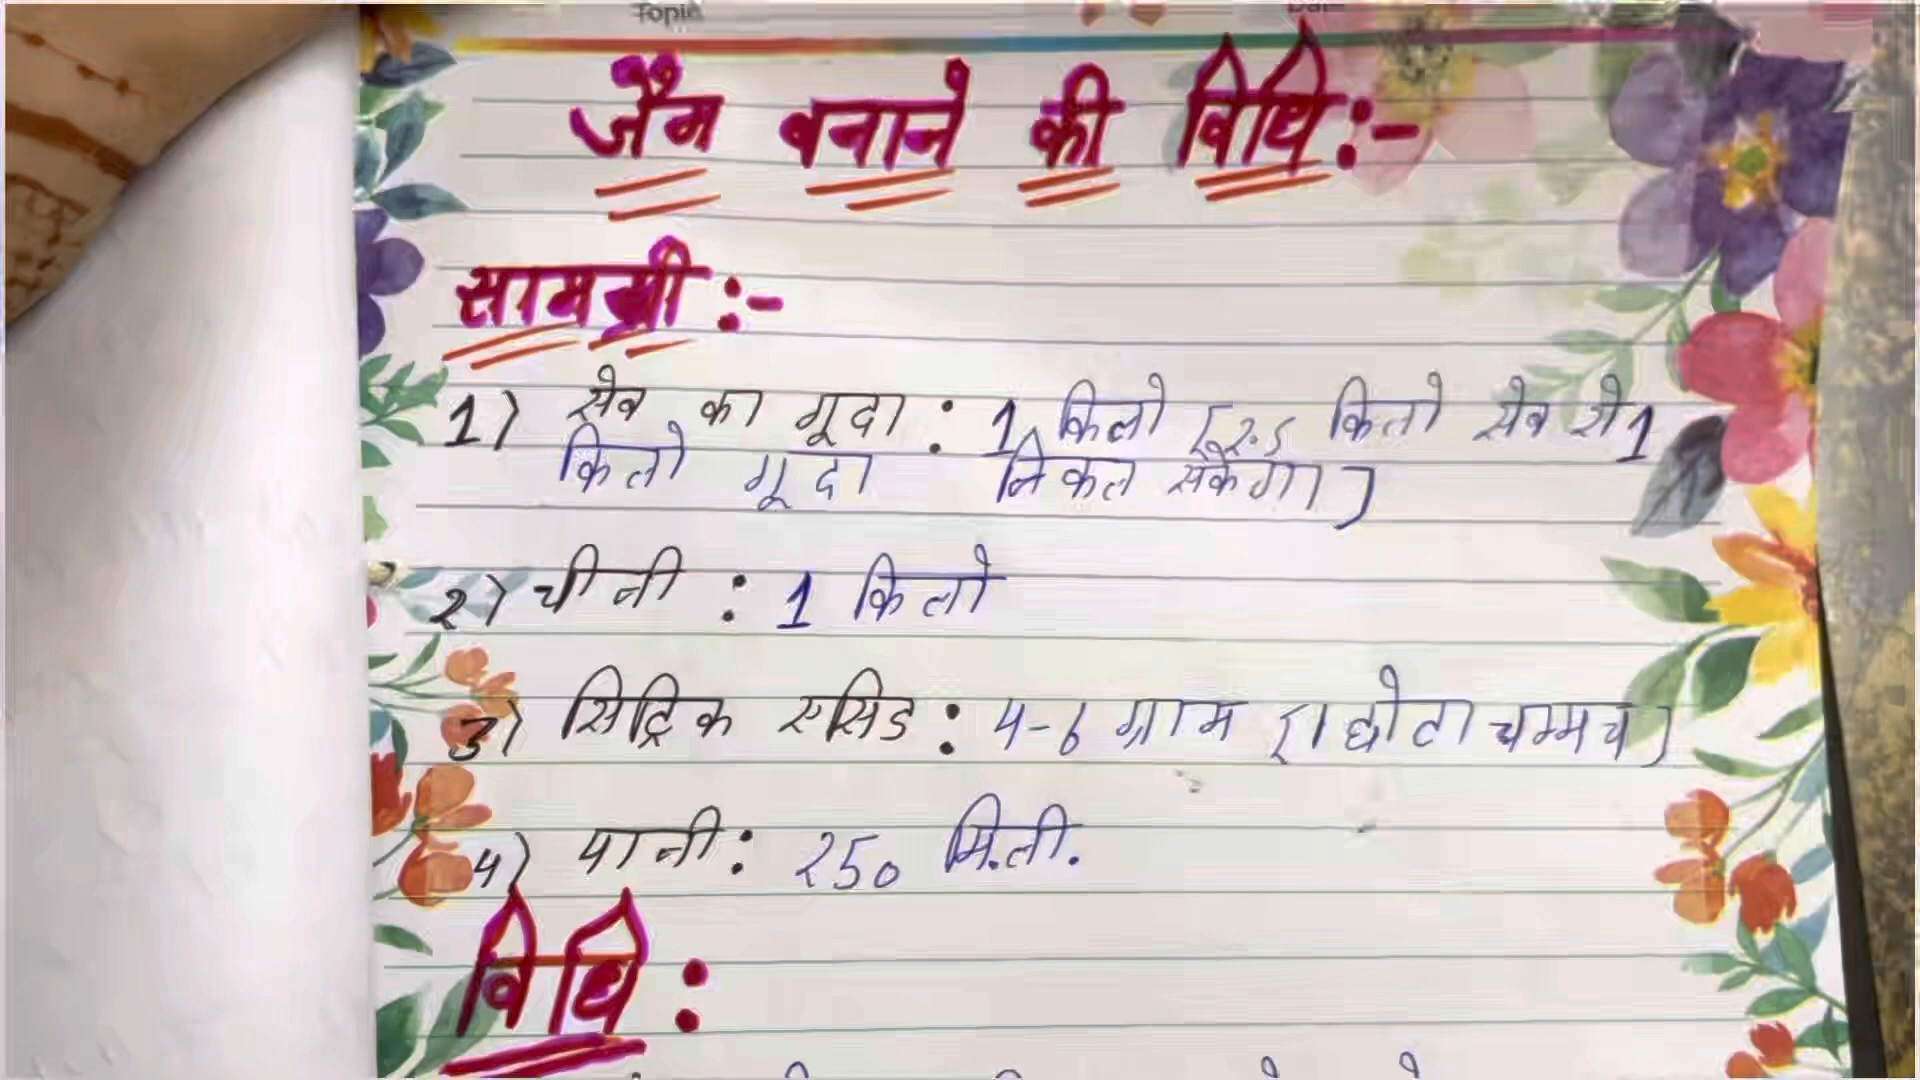 Topic
जैम बनाने की विधि:-
सामग्री:-
1) सेब का गूदा : 1 किलो [2.5 किलो सेब से 1
किलो गूदा निकल सकेगा]
2) चीनी : 1 किलो
3) सिट्रिक एसिड : 4-6 ग्राम [1 छोटा चम्मच]
4) पानी : 250 मि.ली.
विधि :